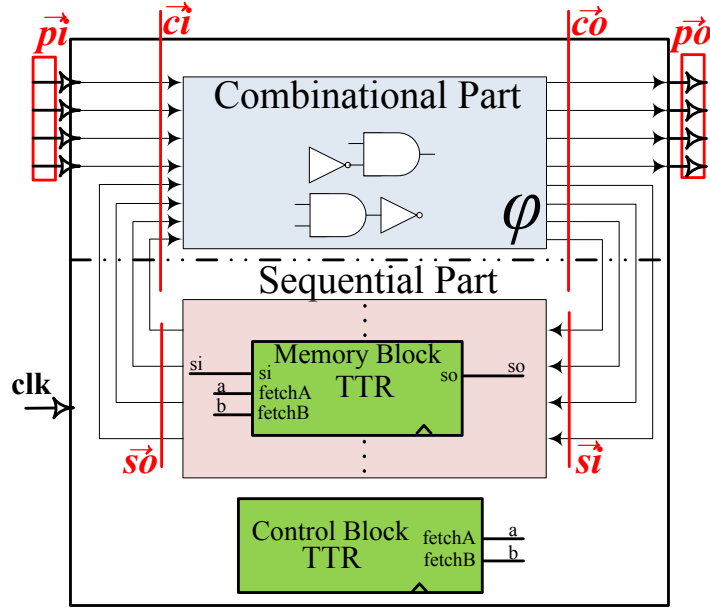 pi ci co po
Combinational Part
φ
Sequential Part
Memory Block
TTR
si si so so
a fetchA
b fetchB
clk
so si
Control Block
TTR
fetchA a
fetchB b